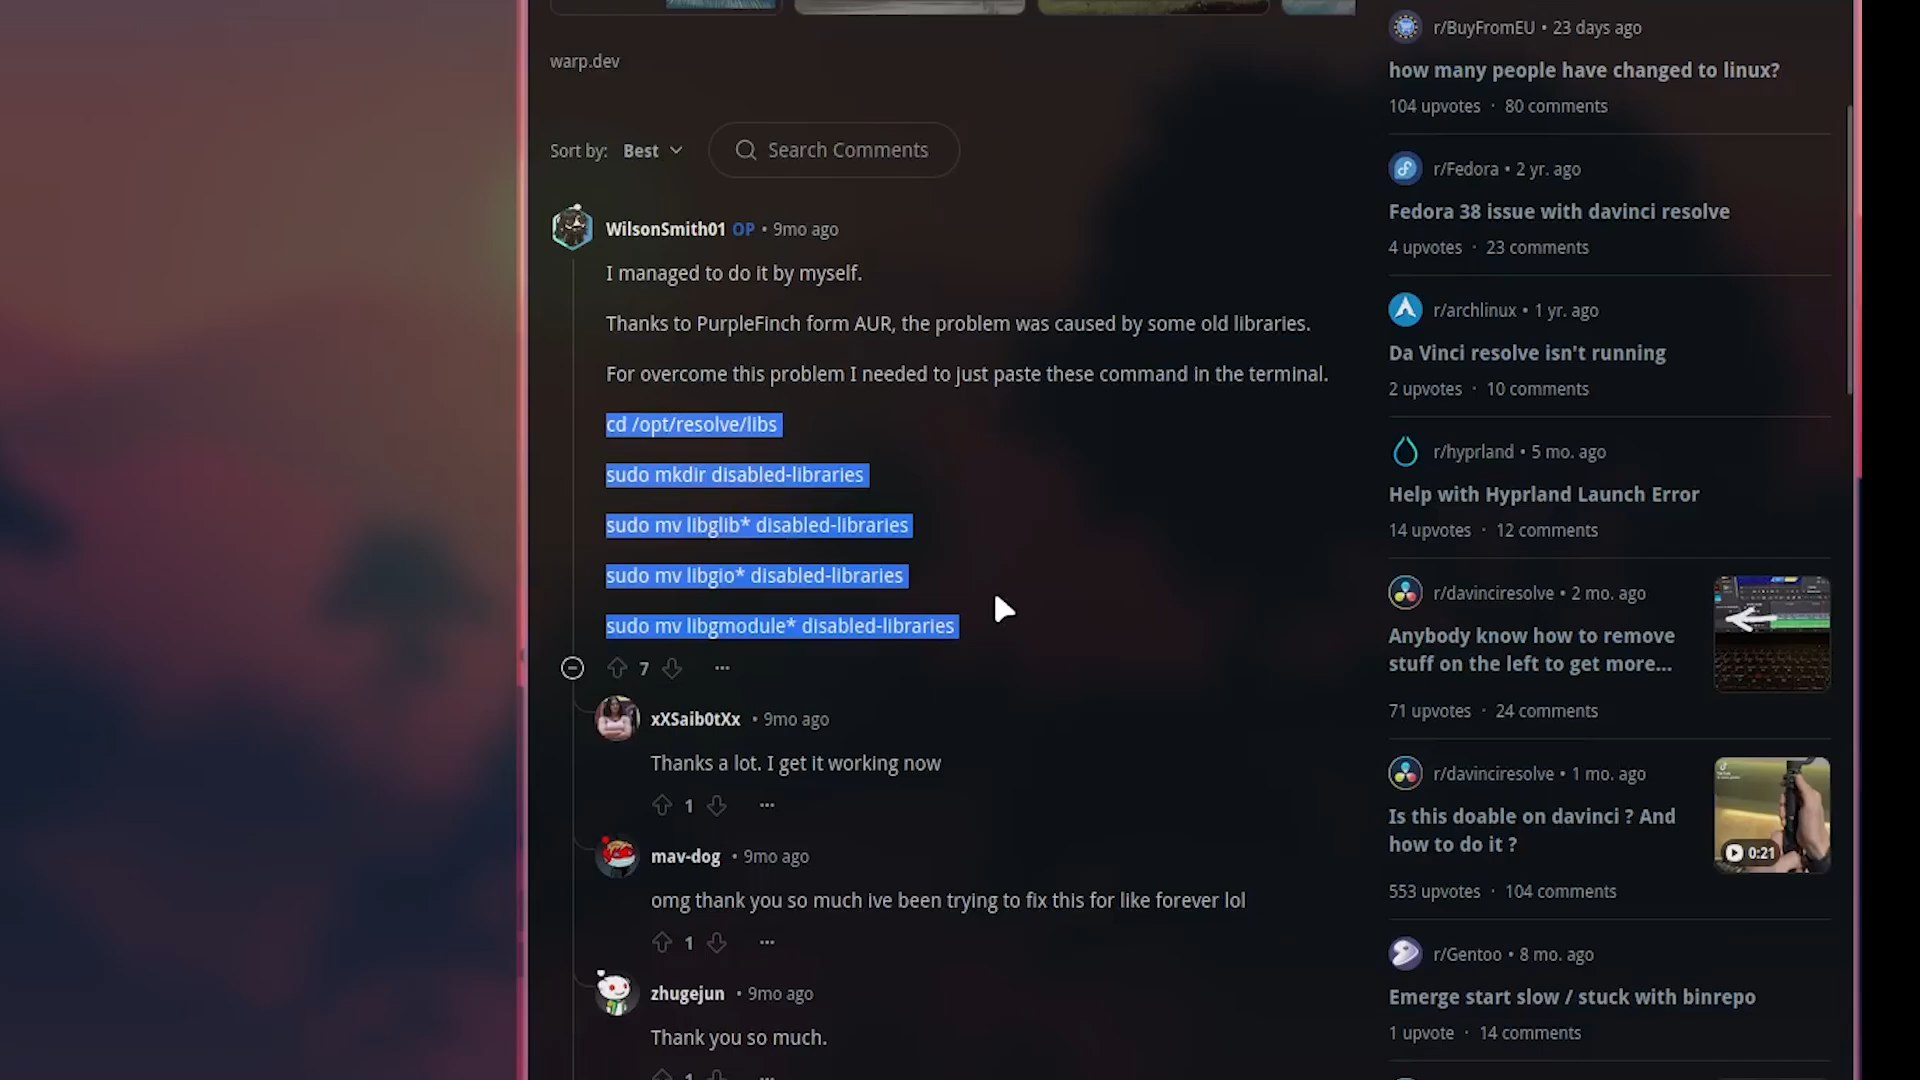 warp.dev
Sort by: Best
Search Comments
WilsonSmith01 OP • 9mo ago
I managed to do it by myself.
Thanks to PurpleFinch form AUR, the problem was caused by some old libraries.
For overcome this problem I needed to just paste these command in the terminal.
cd /opt/resolve/libs
sudo mkdir disabled-libraries
sudo mv libglib* disabled-libraries
sudo mv libgio* disabled-libraries
sudo mv libgmodule* disabled-libraries
7
xXSaib0tXx • 9mo ago
Thanks a lot. I get it working now
1
mav-dog • 9mo ago
omg thank you so much ive been trying to fix this for like forever lol
1
zhugejun • 9mo ago
Thank you so much.
r/BuyFromEU • 23 days ago
how many people have changed to linux?
104 upvotes · 80 comments
r/Fedora • 2 yr. ago
Fedora 38 issue with davinci resolve
4 upvotes · 23 comments
r/archlinux • 1 yr. ago
Da Vinci resolve isn't running
2 upvotes · 10 comments
r/hyprland • 5 mo. ago
Help with Hyprland Launch Error
14 upvotes · 12 comments
r/davinciresolve • 2 mo. ago
Anybody know how to remove
stuff on the left to get more...
71 upvotes · 24 comments
r/davinciresolve • 1 mo. ago
Is this doable on davinci ? And
how to do it ?
0:21
553 upvotes · 104 comments
r/Gentoo • 8 mo. ago
Emerge start slow / stuck with binrepo
1 upvote · 14 comments